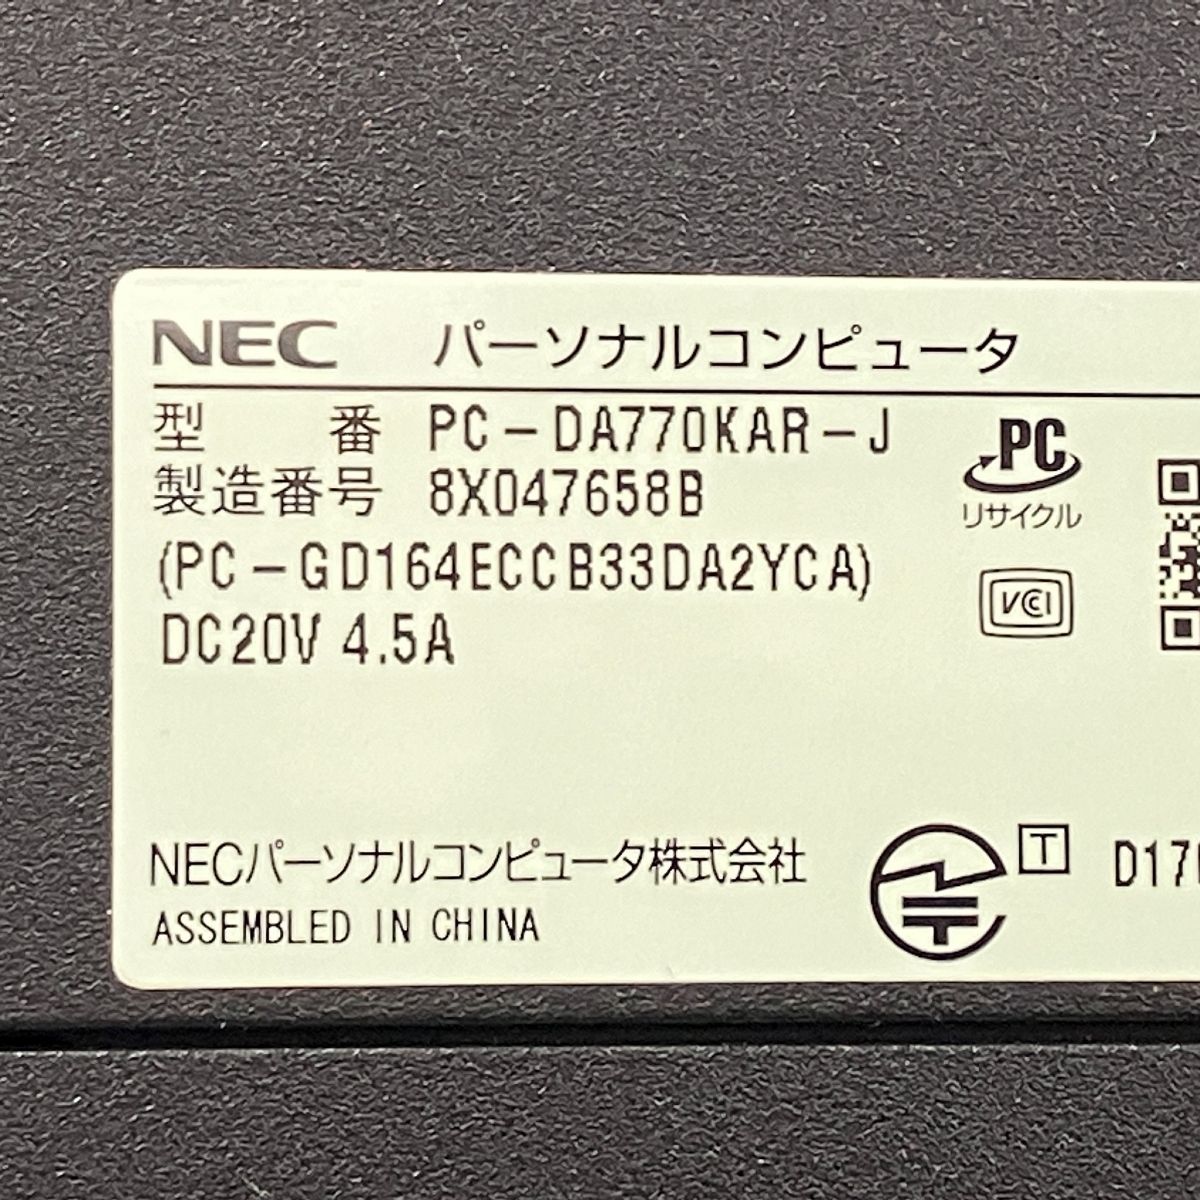 NEC パーソナルコンピュータ
型 番 PC-DA770KAR-J
製造番号 8X047658B
(PC-GD164ECCB33DA2YCA)
DC20V 4.5A
PC
リサイクル
VCCI
NECパーソナルコンピュータ株式会社
ASSEMBLED IN CHINA
T D17